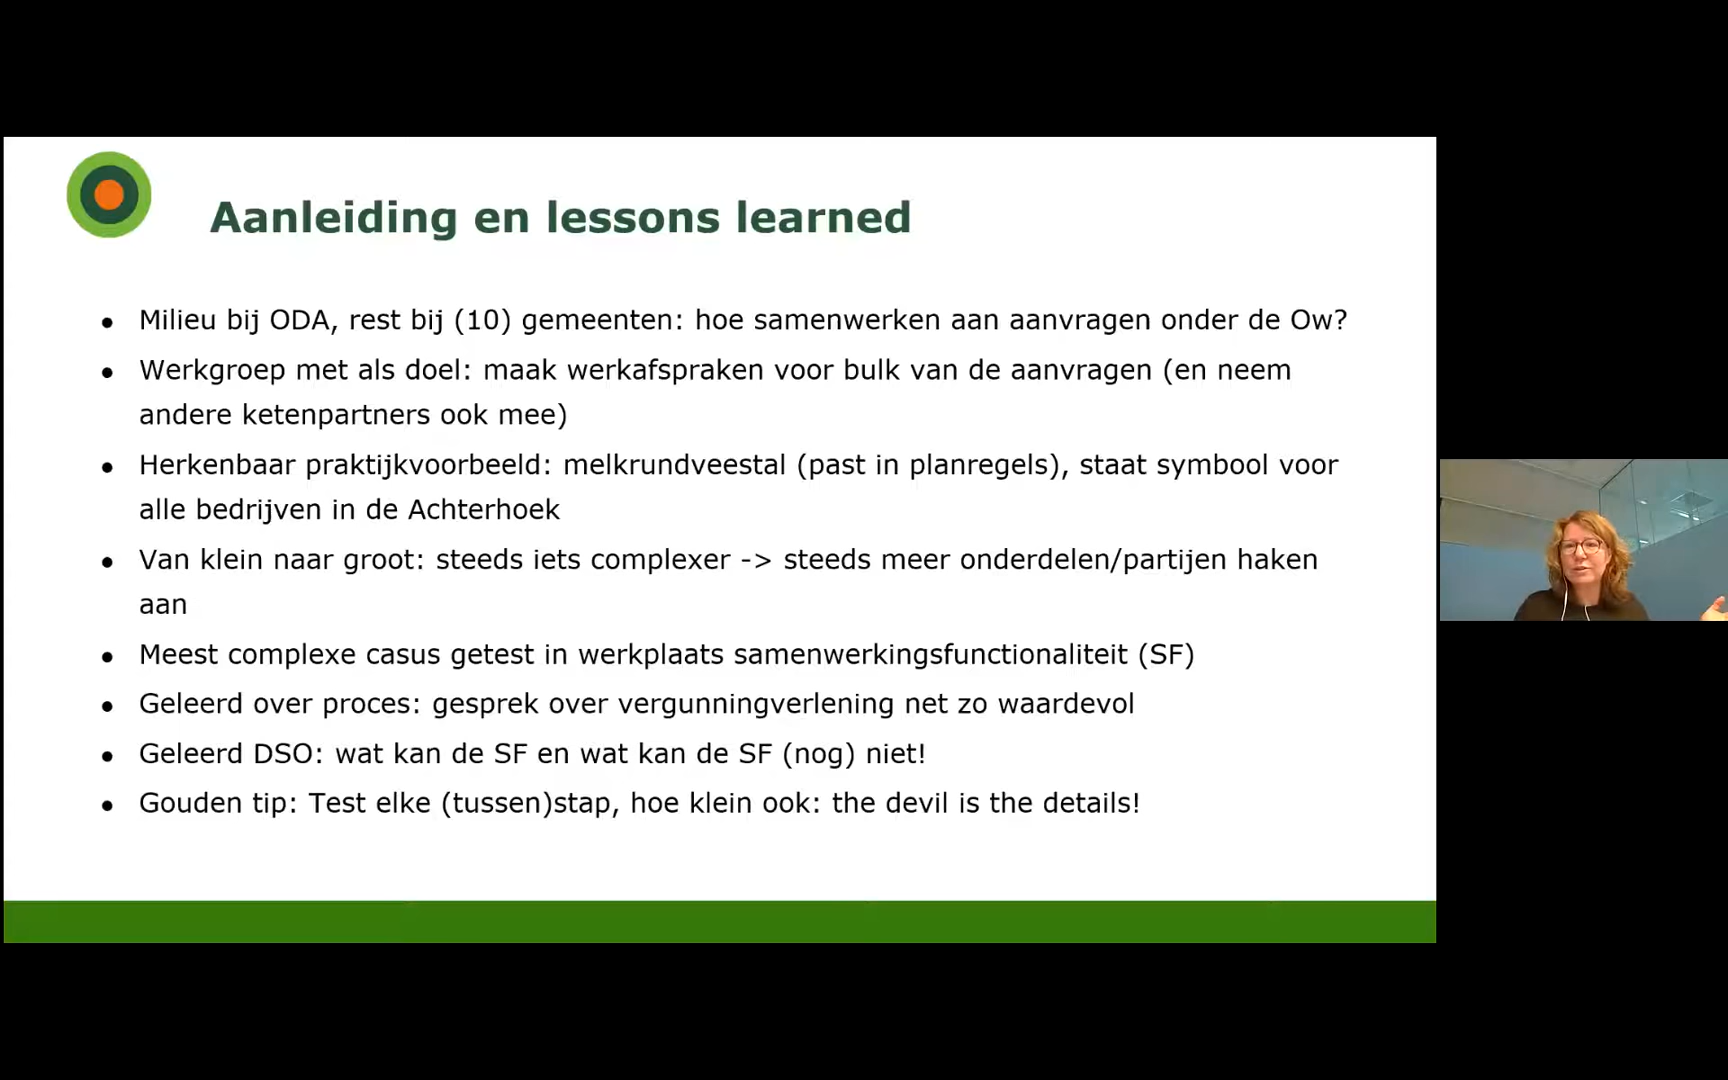 Aanleiding en lessons learned
• Milieu bij ODA, rest bij (10) gemeenten: hoe samenwerken aan aanvragen onder de Ow?
• Werkgroep met als doel: maak werkafspraken voor bulk van de aanvragen (en neem
andere ketenpartners ook mee)
• Herkenbaar praktijkvoorbeeld: melkrundveestal (past in planregels), staat symbool voor
alle bedrijven in de Achterhoek
• Van klein naar groot: steeds iets complexer -> steeds meer onderdelen/partijen haken
aan
• Meest complexe casus getest in werkplaats samenwerkingsfunctionaliteit (SF)
• Geleerd over proces: gesprek over vergunningverlening net zo waardevol
• Geleerd DSO: wat kan de SF en wat kan de SF (nog) niet!
• Gouden tip: Test elke (tussen)stap, hoe klein ook: the devil is the details!